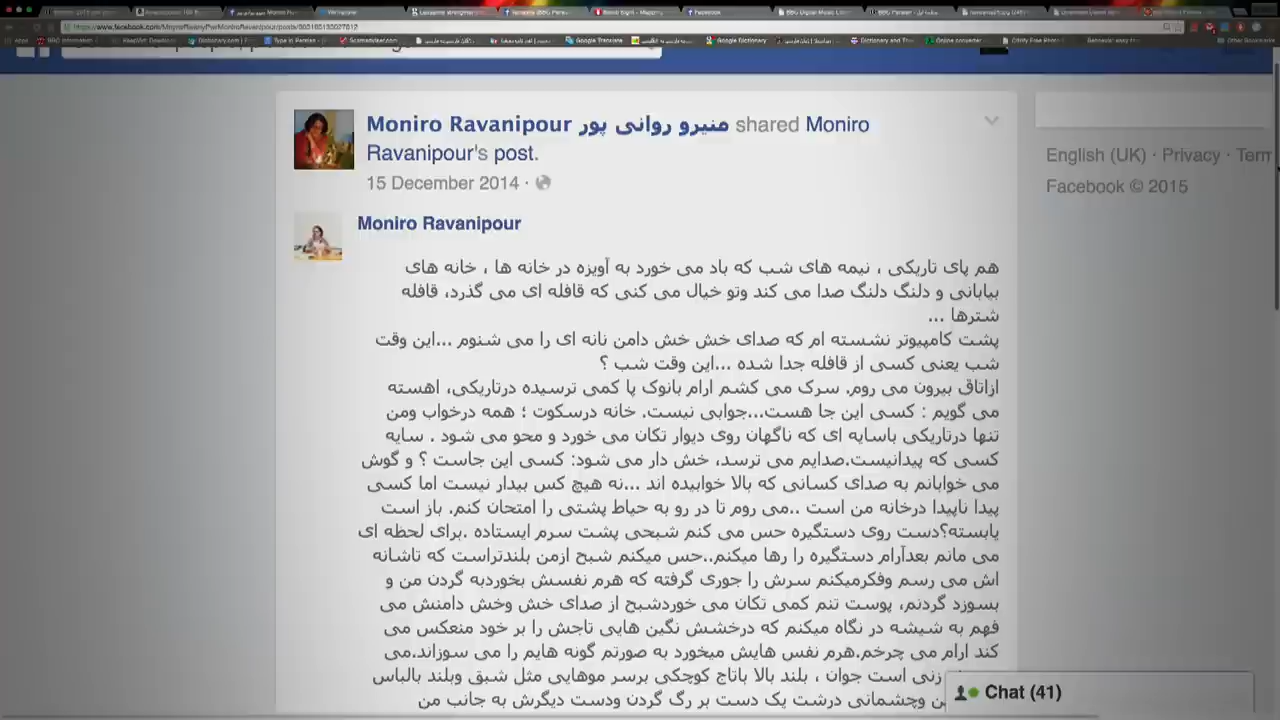 Moniro Ravanipour منیرو روانی پور shared Moniro
Ravanipour's post.
15 December 2014 ·
English (UK) · Privacy · Term
Facebook © 2015
Moniro Ravanipour
هم پای تاریکی ، نیمه های شب که باد می خورد به آویزه در خانه ها ، خانه های
بیابانی و دلنگ دلنگ صدا می کند وتو خیال می کنی که قافله ای می گذرد، قافله
شترها ...
پشت کامپیوتر نشسته ام که صدای خش خش دامن نانه ای را می شنوم ...این وقت
شب یعنی کسی از قافله جدا شده ...این وقت شب ؟
ازاتاق بیرون می روم. سرک می کشم ارام بانوک پا کمی ترسیده درتاریکی، اهسته
می گویم : کسی این جا هست...جوابی نیست. خانه درسکوت ؛ همه درخواب ومن
تنها درتاریکی باسایه ای که ناگهان روی دیوار تکان می خورد و محو می شود . سایه
کسی که پیدانیست.صدایم می ترسد، خش دار می شود: کسی این جاست ؟ و گوش
می خوابانم به صدای کسانی که بالا خوابیده اند ...نه هیچ کس بیدار نیست اما کسی
پیدا ناپیدا درخانه من است ..می روم تا در رو به حیاط پشتی را امتحان کنم. باز است
یابسته؟دست روی دستگیره حس می کنم شبحی پشت سرم ایستاده .برای لحظه ای
می مانم بعدآرام دستگیره را رها میکنم..حس میکنم شبح ازمن بلندتراست که تاشانه
اش می رسم وفکرمیکنم سرش را جوری گرفته که هرم نفسش بخوردبه گردن من و
بسوزد گردنم، پوست تنم کمی تکان می خوردشبح از صدای خش وخش دامنش می
فهم به شیشه در نگاه میکنم که درخشش نگین هایی تاجش را بر خود منعکس می
کند ارام می چرخم.هرم نفس هایش میخورد به صورتم گونه هایم را می سوزاند.می
زنی است جوان ، بلند بالا باتاج کوچکی برسر موهایی مثل شبق وبلند بالباس
وچشمانی درشت یک دست بر رگ گردن ودست دیگرش به جانب من
Chat (41)